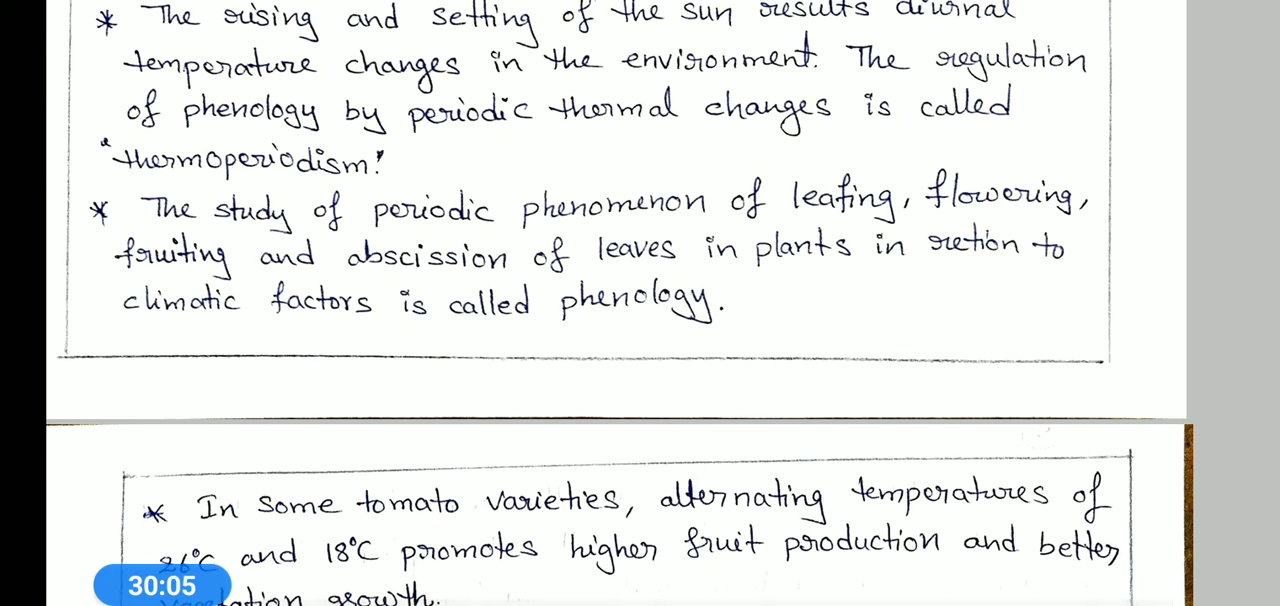 * The rising and setting of the sun results diurnal
temperature changes in the environment. The regulation
of phenology by periodic thermal changes is called
"thermoperiodism."
* The study of periodic phenomenon of leafing, flowering,
fruiting and abscission of leaves in plants in rection to
climatic factors is called phenology.
* In some tomato varieties, alternating temperatures of
26°C and 18°C promotes higher fruit production and better
growth.
30:05